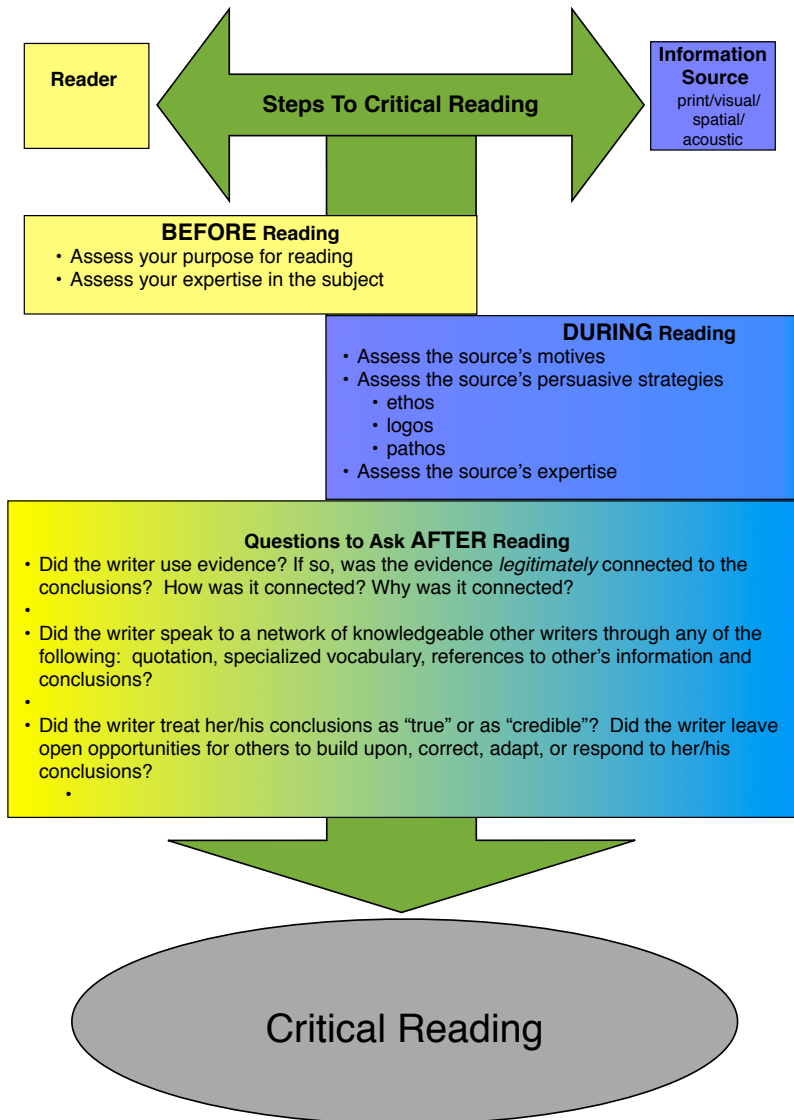 Reader
Steps To Critical Reading
Information
Source
print/visual/
spatial/
acoustic
BEFORE Reading
• Assess your purpose for reading
• Assess your expertise in the subject
DURING Reading
• Assess the source's motives
• Assess the source's persuasive strategies
• ethos
• logos
• pathos
• Assess the source's expertise
Questions to Ask AFTER Reading
• Did the writer use evidence? If so, was the evidence legitimately connected to the
conclusions?  How was it connected? Why was it connected?
•
• Did the writer speak to a network of knowledgeable other writers through any of the
following:  quotation, specialized vocabulary, references to other's information and
conclusions?
•
• Did the writer treat her/his conclusions as “true” or as “credible”?  Did the writer leave
open opportunities for others to build upon, correct, adapt, or respond to her/his
conclusions?
•
Critical Reading